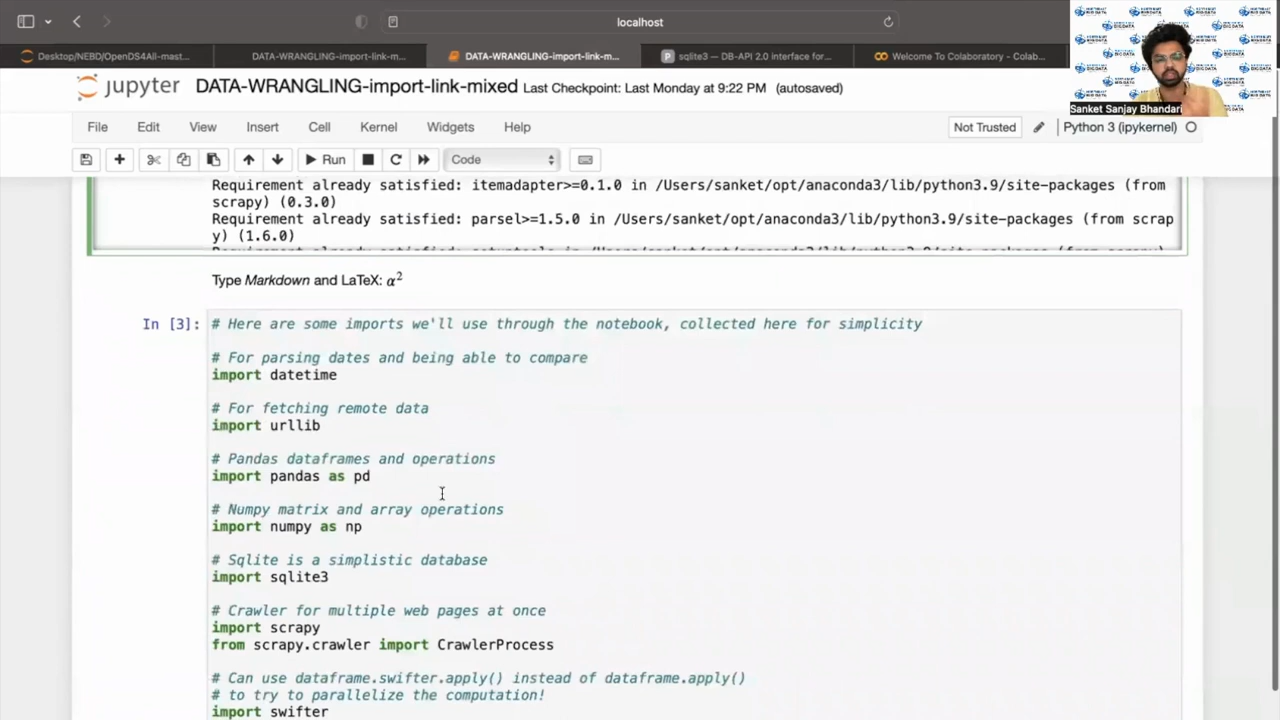 localhost
Desktop/NEBD/OpenDS4All-mast...
DATA-WRANGLING-import-link-m...
DATA-WRANGLING-import-link-m...
sqlite3 — DB-API 2.0 interface for...
Welcome To Colaboratory - Colab...
Sanket Sanjay Bhandari
jupyter DATA-WRANGLING-import-link-mixed Last Checkpoint: Last Monday at 9:22 PM (autosaved)
File Edit View Insert Cell Kernel Widgets Help Not Trusted Python 3 (ipykernel)
Run Code
Requirement already satisfied: itemadapter>=0.1.0 in /Users/sanket/opt/anaconda3/lib/python3.9/site-packages (from
scrapy) (0.3.0)
Requirement already satisfied: parsel>=1.5.0 in /Users/sanket/opt/anaconda3/lib/python3.9/site-packages (from scrap
y) (1.6.0)
Type Markdown and LaTeX: α²
In [3]: # Here are some imports we'll use through the notebook, collected here for simplicity
# For parsing dates and being able to compare
import datetime
# For fetching remote data
import urllib
# Pandas dataframes and operations
import pandas as pd
# Numpy matrix and array operations
import numpy as np
# Sqlite is a simplistic database
import sqlite3
# Crawler for multiple web pages at once
import scrapy
from scrapy.crawler import CrawlerProcess
# Can use dataframe.swifter.apply() instead of dataframe.apply()
# to try to parallelize the computation!
import swifter